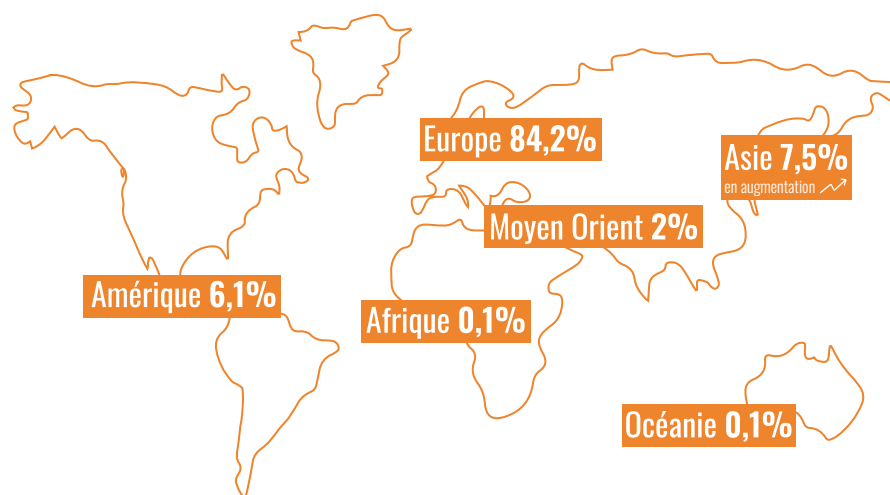 Europe 84,2%
Asie 7,5%
en augmentation
Moyen Orient 2%
Amérique 6,1%
Afrique 0,1%
Océanie 0,1%